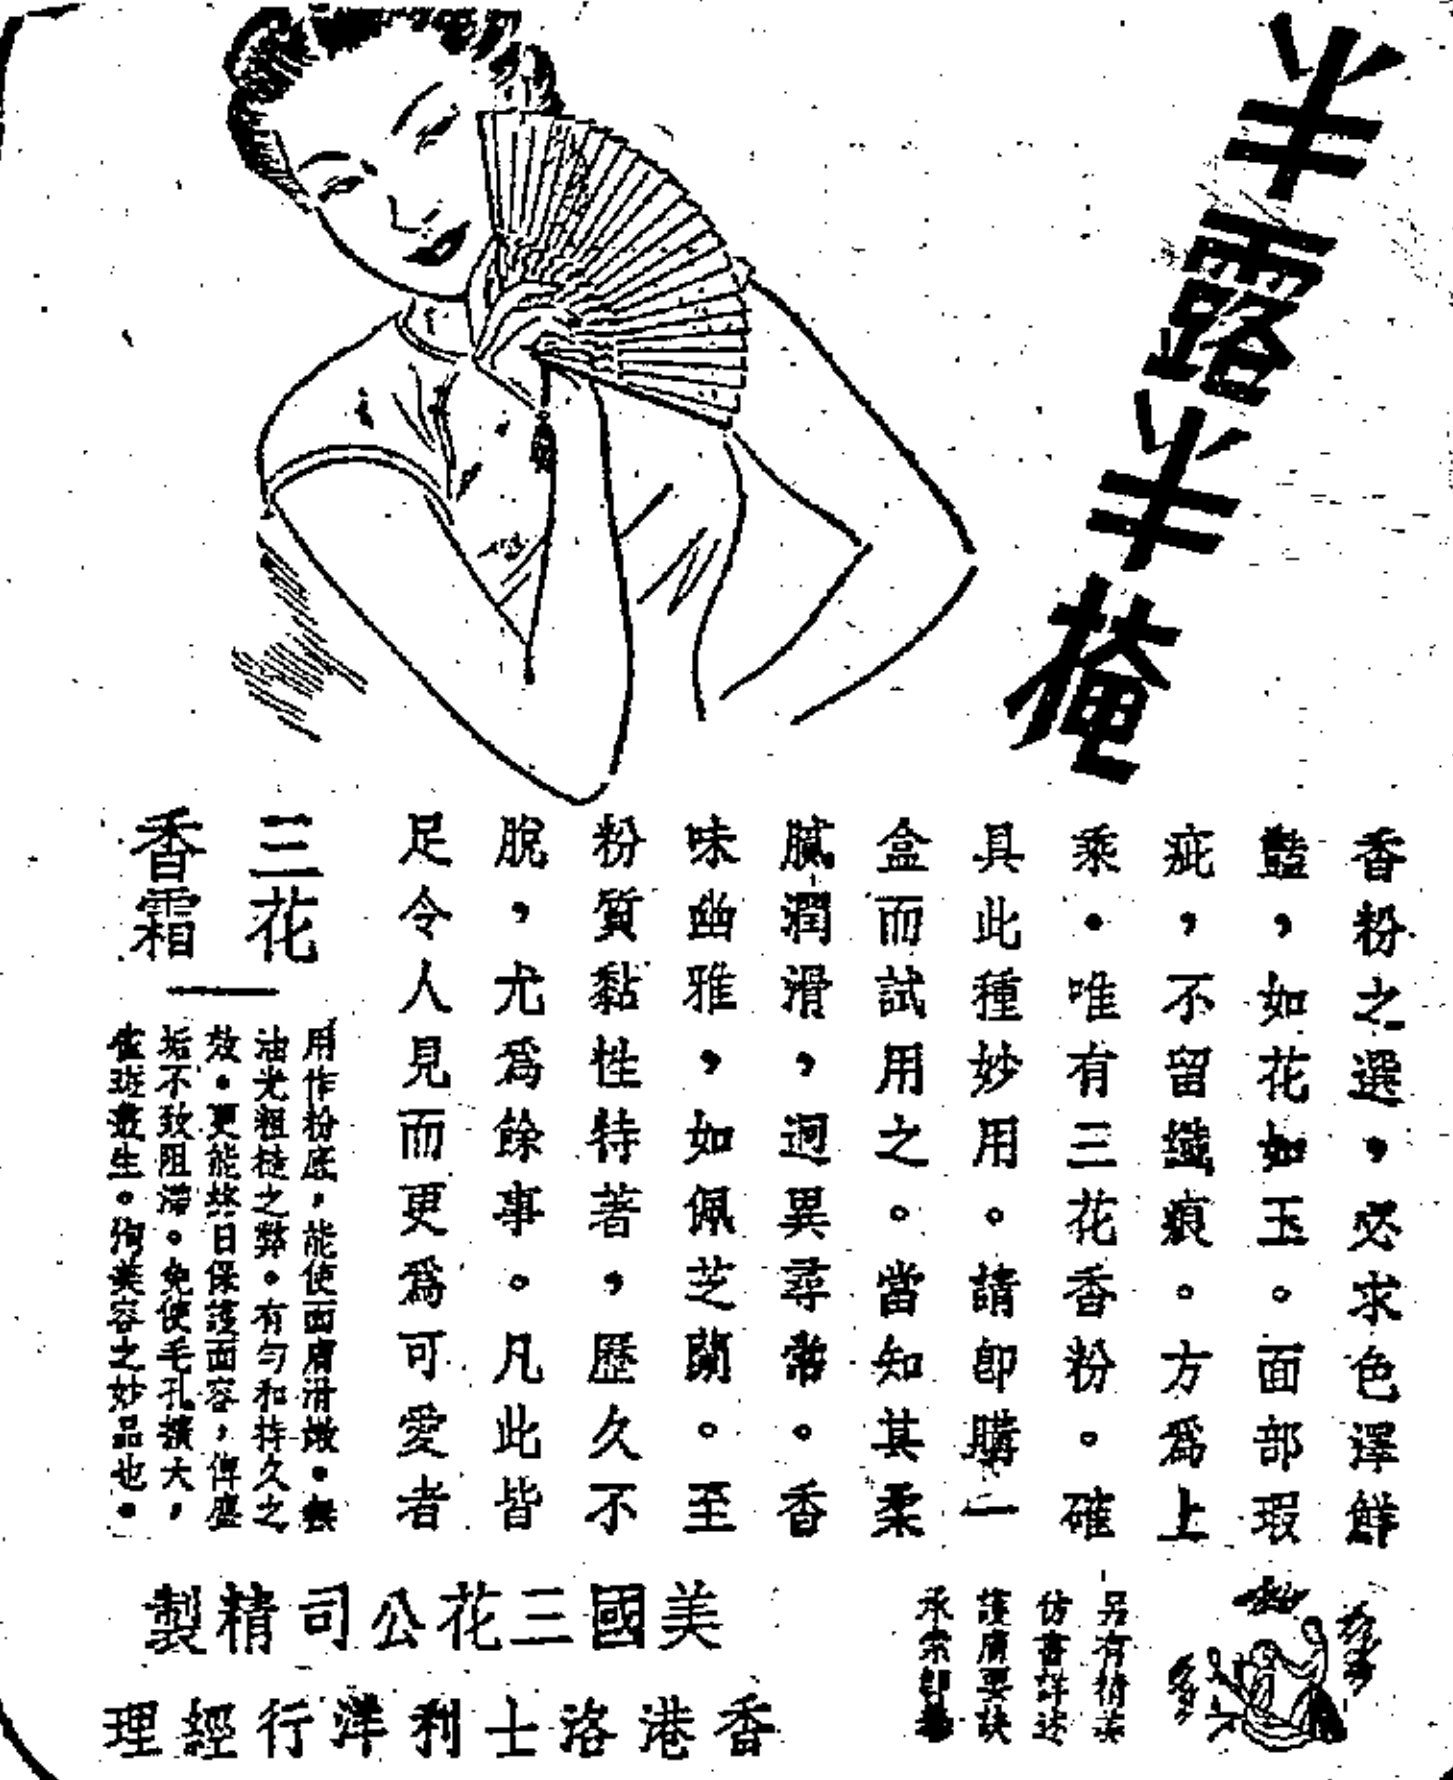 半露半掩
香粉之選，必求色澤鮮
豔，如花如玉。面部瑕
疵，不留纖痕。方為上
乘。唯有三花香粉。確
具此種妙用。請卽購一
盒而試用之。當知其柔
膩潤滑，迥異尋常。香
味幽雅，如佩芝蘭。至
粉質黏性特著，歷久不
脫，尤爲餘事。凡此皆
足令人見而更爲可愛者
三花
香霜
用作粉底，能使面膚滑嫩。無
油光粗糙之弊。有勻和持久之
效。更能終日保護面容，俾塵
垢不致阻滯。免使毛孔擴大，
雀斑叢生。洵美容之妙品也。
另有精美
仿書詳述
護膚要訣
承索卽
美國三花公司精製
香港洛士利洋行經理